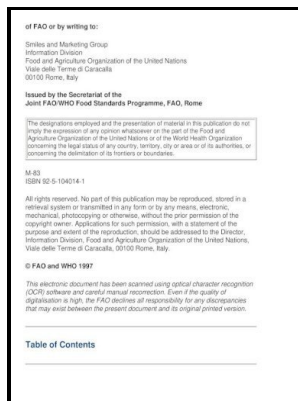 of FAO or by writing to:
Smiles and Marketing Group
Information Division
Food and Agriculture Organization of the United Nations
Viale delle Terme di Caracalla
00100 Rome, Italy
Issued by the Secretariat of the
Joint FAO/WHO Food Standards Programme, FAO, Rome
The designations employed and the presentation of material in this publication do not
imply the expression of any opinion whatsoever on the part of the Food and
Agriculture Organization of the United Nations or of the World Health Organization
concerning the legal status of any country, territory, city or area or of its authorities, or
concerning the delimitation of its frontiers or boundaries.
M-83
ISBN 92-5-104014-1
All rights reserved. No part of this publication may be reproduced, stored in a
retrieval system or transmitted in any form or by any means, electronic,
mechanical, photocopying or otherwise, without the prior permission of the
copyright owner. Applications for such permission, with a statement of the
purpose and extent of the reproduction, should be addressed to the Director,
Information Division, Food and Agriculture Organization of the United Nations,
Viale delle Terme di Caracalla, 00100 Rome, Italy.
© FAO and WHO 1997
This electronic document has been scanned using optical character recognition
(OCR) software and careful manual recorrection. Even if the quality of
digitalisation is high, the FAO declines all responsibility for any discrepancies
that may exist between the present document and its original printed version.
Table of Contents